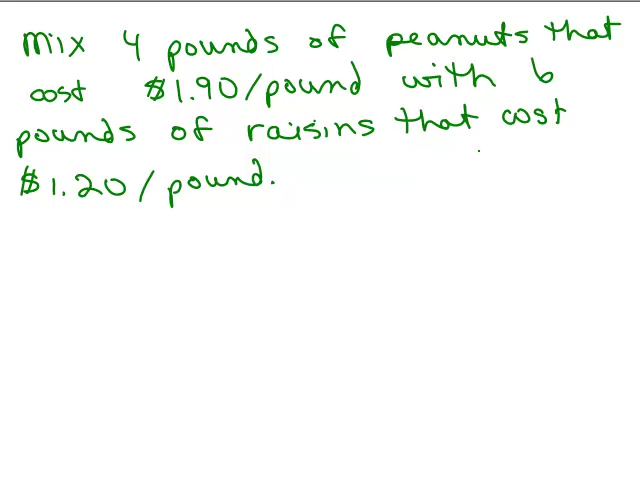 Mix 4 pounds of peanuts that
cost $1.90/pound with 6
pounds of raisins that cost
$1.20/pound.